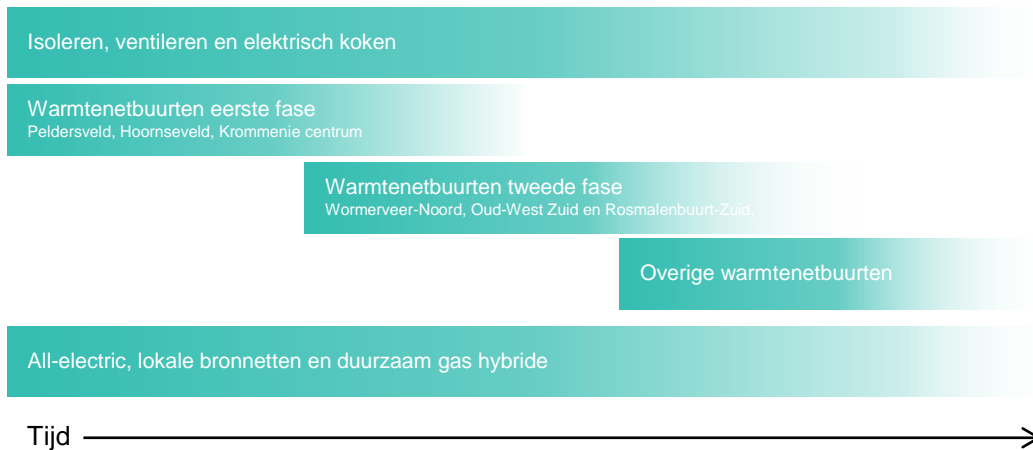 Isoleren, ventileren en elektrisch koken
Warmtenetbuurten eerste fase
Peldersveld, Hoornseveld, Krommenie centrum
Warmtenetbuurten tweede fase
Wormerveer-Noord, Oud-West Zuid en Rosmalenbuurt-Zuid.
Overige warmtenetbuurten
All-electric, lokale bronnetten en duurzaam gas hybride
Tijd